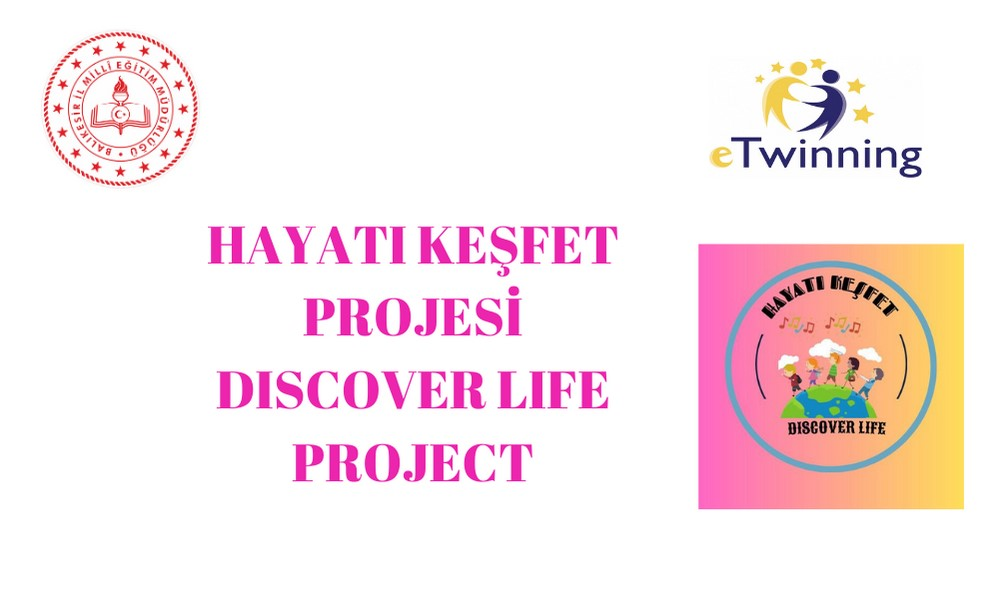 BALIKESİR İL MİLLİ EĞİTİM MÜDÜRLÜĞÜ
eTwinning
HAYATI KEŞFET
PROJESİ
DISCOVER LIFE
PROJECT
HAYATI KEŞFET
DISCOVER LIFE